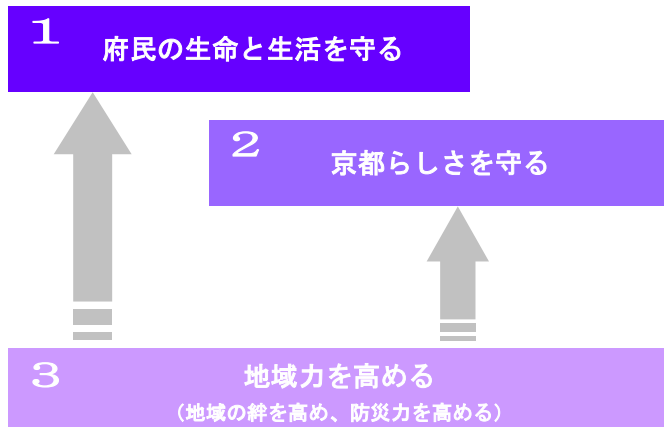 1
府民の生命と生活を守る
2
京都らしさを守る
3
地域力を高める
（地域の絆を高め、防災力を高める）